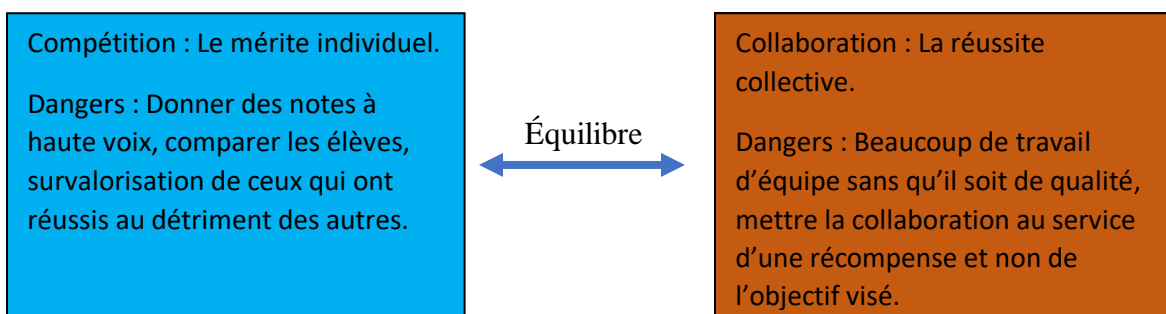 Compétition : Le mérite individuel.
Dangers : Donner des notes à
haute voix, comparer les élèves,
survalorisation de ceux qui ont
réussis au détriment des autres.
Équilibre
Collaboration : La réussite
collective.
Dangers : Beaucoup de travail
d’équipe sans qu’il soit de qualité,
mettre la collaboration au service
d’une récompense et non de
l’objectif visé.